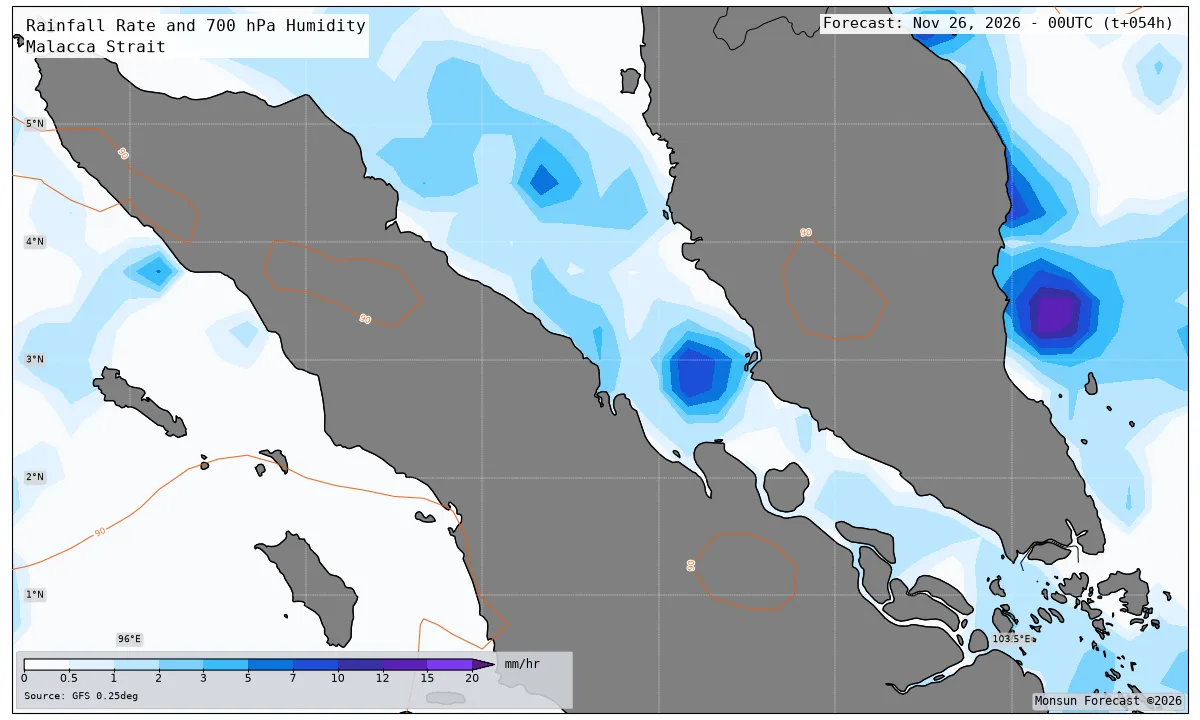 Rainfall Rate and 700 hPa Humidity
Malacca Strait
Forecast: Nov 26, 2026 - 00UTC (t+054h)
5°N
4°N
3°N
2°N
1°N
96°E
103.5°E
90
90
90
90
90
mm/hr
0 0.5 1 2 3 5 7 10 12 15 20
Source: GFS 0.25deg
Monsun Forecast ©2026